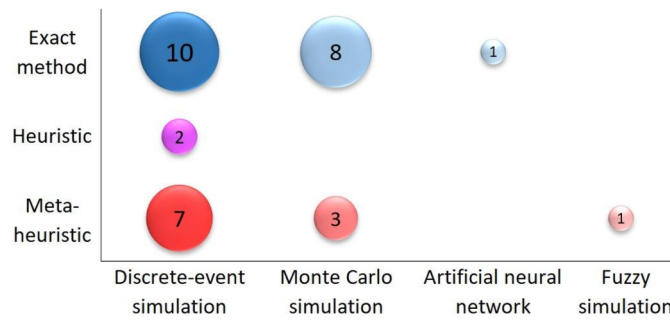 Exact
method
10
8
1
Heuristic
2
Meta-
heuristic
7
3
1
Discrete-event
simulation
Monte Carlo
simulation
Artificial neural
network
Fuzzy
simulation